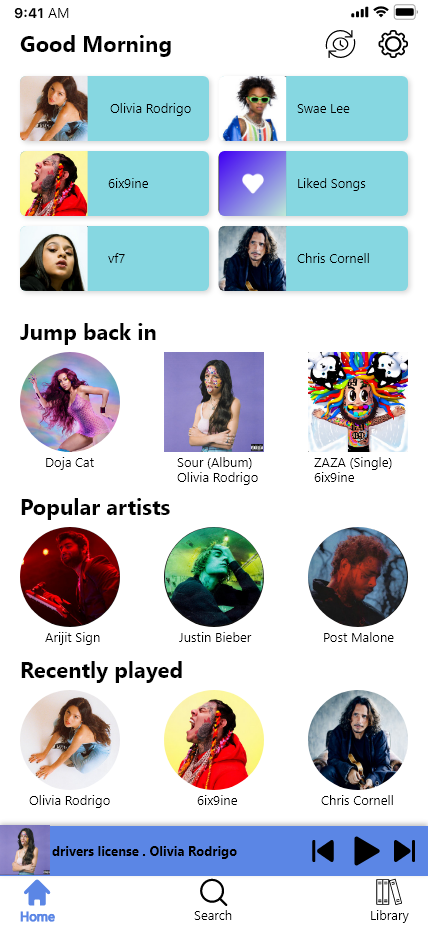 9:41 AM
Good Morning
Olivia Rodrigo
Swae Lee
6ix9ine
Liked Songs
vf7
Chris Cornell
Jump back in
Doja Cat
Sour (Album)
Olivia Rodrigo
ZAZA (Single)
6ix9ine
Popular artists
Arijit Sign
Justin Bieber
Post Malone
Recently played
Olivia Rodrigo
6ix9ine
Chris Cornell
drivers license . Olivia Rodrigo
Home
Search
Library